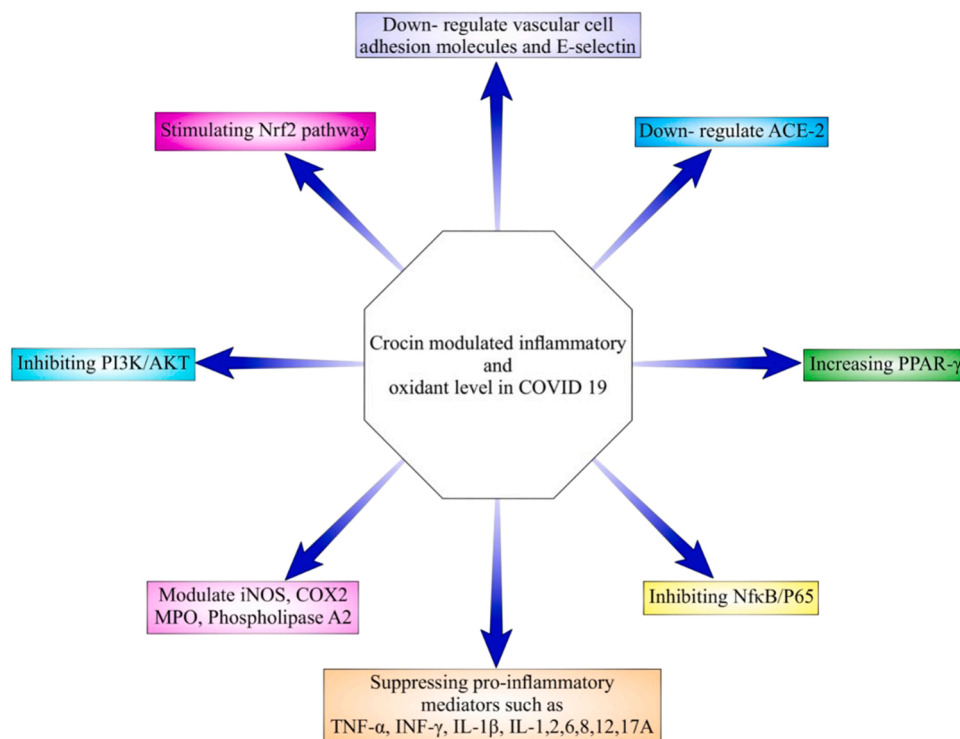 Down- regulate vascular cell
adhesion molecules and E-selectin
Stimulating Nrf2 pathway
Down- regulate ACE-2
Crocin modulated inflammatory
and
oxidant level in COVID 19
Inhibiting PI3K/AKT
Increasing PPAR-γ
Modulate iNOS, COX2
MPO, Phospholipase A2
Inhibiting NfκB/P65
Suppressing pro-inflammatory
mediators such as
TNF-α, INF-γ, IL-1β, IL-1,2,6,8,12,17A